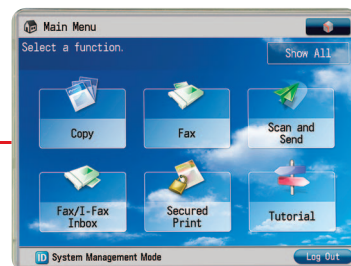 Main Menu
Select a function.
Show All
Copy
Fax
Scan and
Send
Fax/I-Fax
Inbox
Secured
Print
Tutorial
ID System Management Mode
Log Out